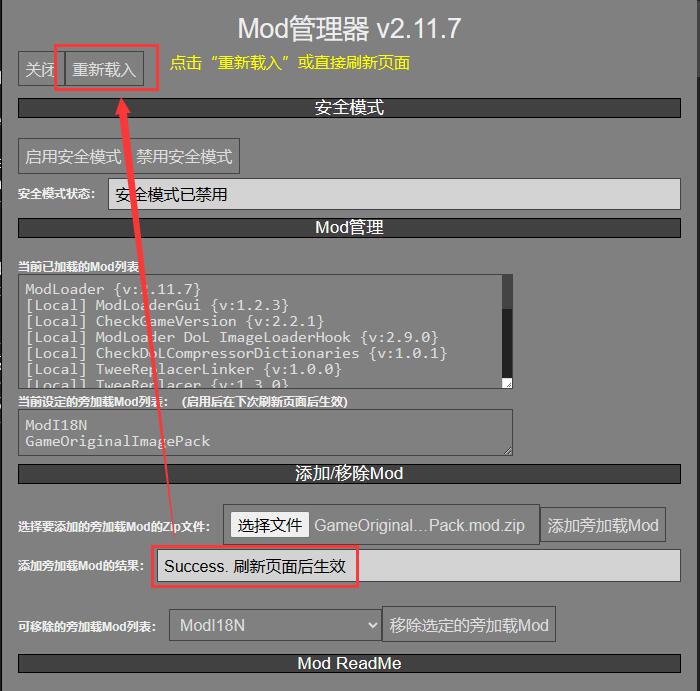 Mod管理器 v2.11.7
关闭 重新载入 点击“重新载入”或直接刷新页面
安全模式
启用安全模式 禁用安全模式
安全模式状态： 安全模式已禁用
Mod管理
当前已加载的Mod列表
ModLoader {v:2.11.7}
[Local] ModLoaderGui {v:1.2.3}
[Local] CheckGameVersion {v:2.2.1}
[Local] ModLoader DoL ImageLoaderHook {v:2.9.0}
[Local] CheckDoLCompressorDictionaries {v:1.0.1}
[Local] TweeReplacerLinker {v:1.0.0}
[Local] TweeReplacer {v:1.3.0}
当前设定的旁加载Mod列表：（启用后在下次刷新页面后生效）
ModI18N
GameOriginalImagePack
添加/移除Mod
选择要添加的旁加载Mod的Zip文件： 选择文件 GameOriginal…Pack.mod.zip 添加旁加载Mod
添加旁加载Mod的结果： Success. 刷新页面后生效
可移除的旁加载Mod列表： ModI18N 移除选定的旁加载Mod
Mod ReadMe